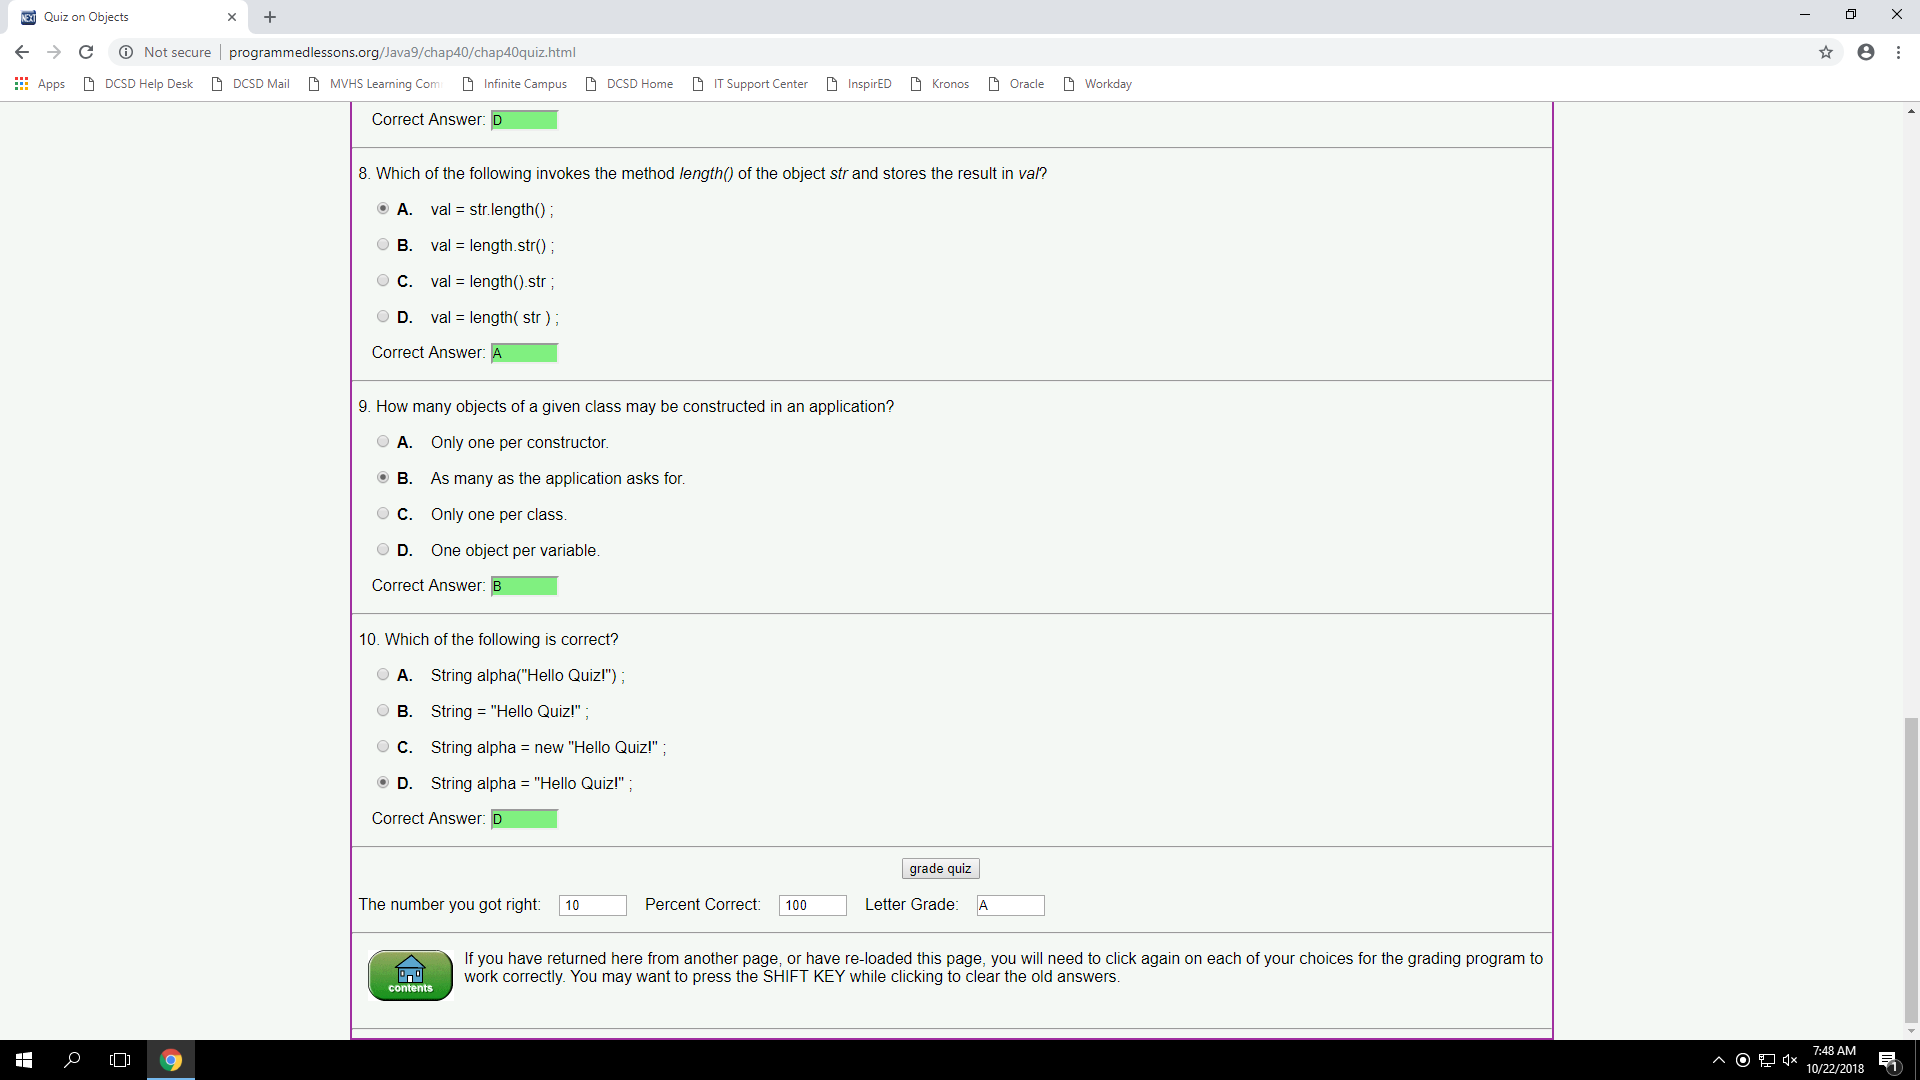 NEXT Quiz on Objects
Not secure programmedlessons.org/Java9/chap40/chap40quiz.html
Apps DCSD Help Desk DCSD Mail MVHS Learning Com Infinite Campus DCSD Home IT Support Center InspirED Kronos Oracle Workday
Correct Answer: D
8. Which of the following invokes the method length() of the object str and stores the result in val?
A. val = str.length() ;
B. val = length.str() ;
C. val = length().str ;
D. val = length( str ) ;
Correct Answer: A
9. How many objects of a given class may be constructed in an application?
A. Only one per constructor.
B. As many as the application asks for.
C. Only one per class.
D. One object per variable.
Correct Answer: B
10. Which of the following is correct?
A. String alpha("Hello Quiz!") ;
B. String = "Hello Quiz!" ;
C. String alpha = new "Hello Quiz!" ;
D. String alpha = "Hello Quiz!" ;
Correct Answer: D
grade quiz
The number you got right: 10 Percent Correct: 100 Letter Grade: A
If you have returned here from another page, or have re-loaded this page, you will need to click again on each of your choices for the grading program to
work correctly. You may want to press the SHIFT KEY while clicking to clear the old answers.
contents
7:48 AM
10/22/2018
1